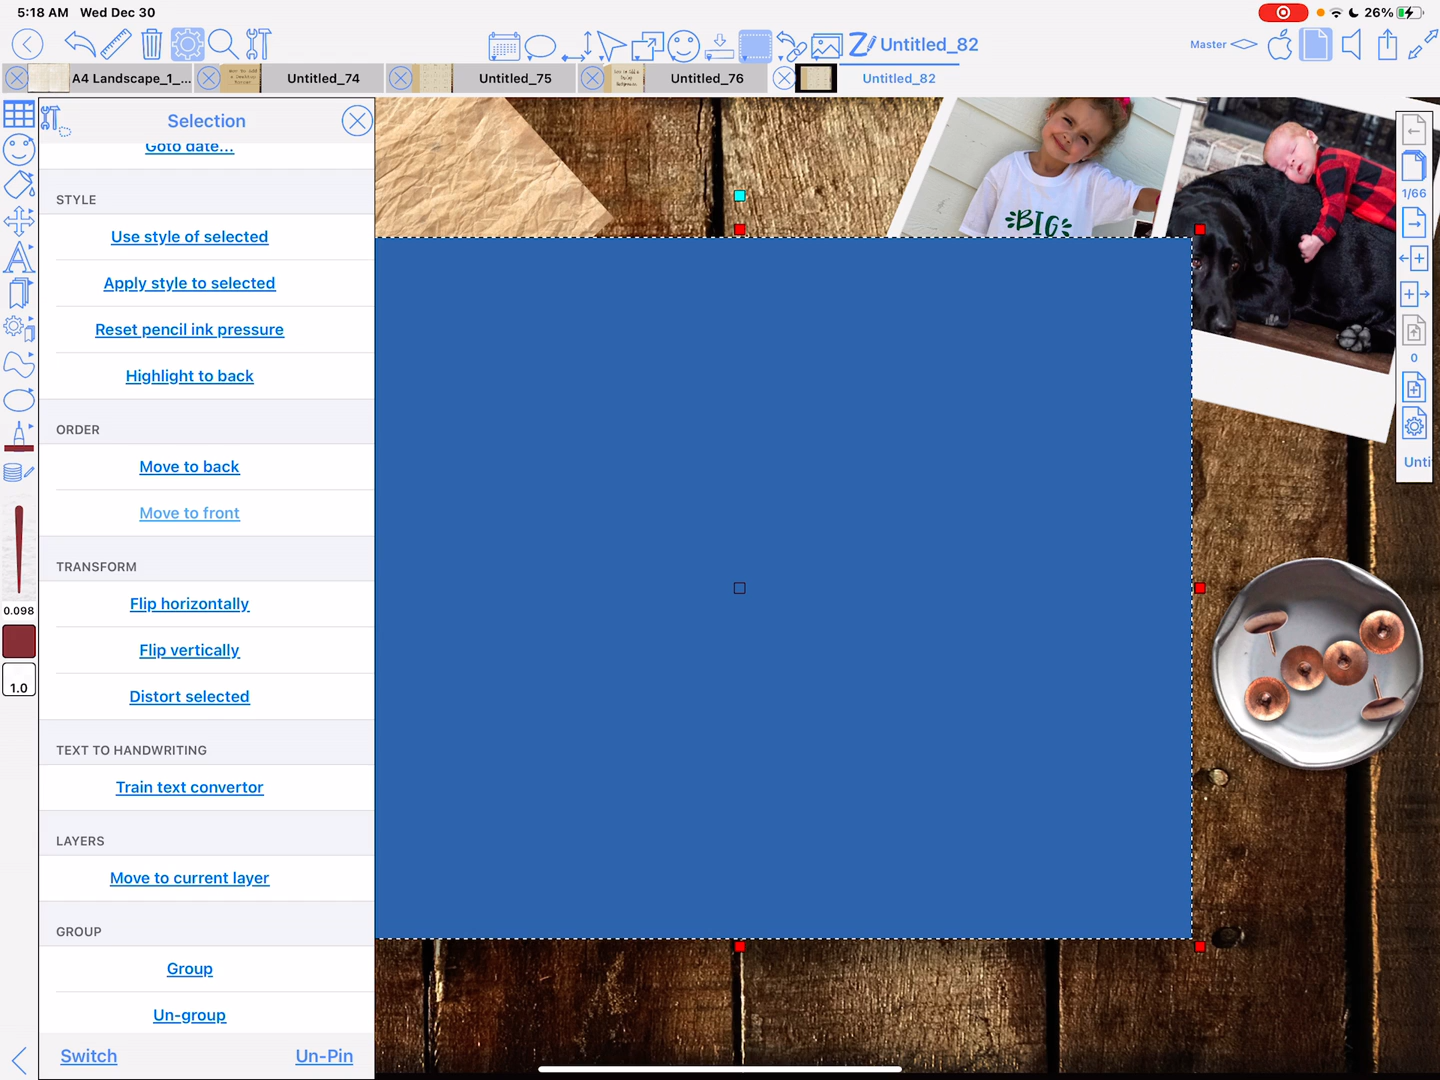 5:18 AM Wed Dec 30
26%
Untitled_82
Master
A4 Landscape_1_...
Untitled_74
Untitled_75
Untitled_76
Untitled_82
Selection
Goto date...
STYLE
Use style of selected
Apply style to selected
Reset pencil ink pressure
Highlight to back
ORDER
Move to back
Move to front
TRANSFORM
Flip horizontally
Flip vertically
Distort selected
TEXT TO HANDWRITING
Train text convertor
LAYERS
Move to current layer
GROUP
Group
Un-group
Switch
Un-Pin
0.098
1.0
BIG
1/66
0
Unti